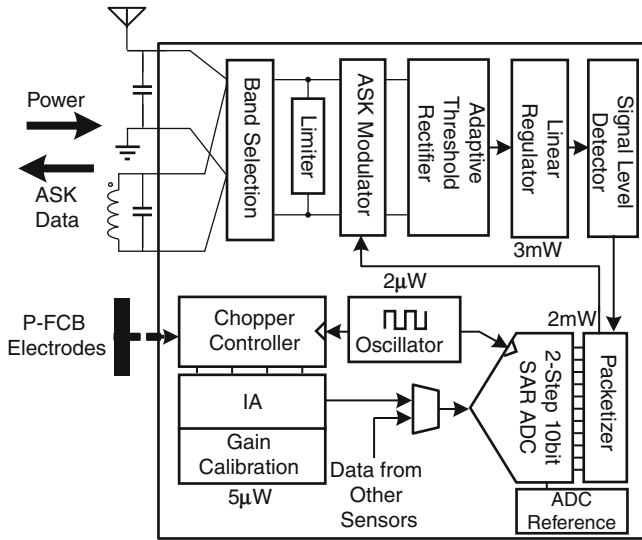 Power
ASK
Data
Band Selection
Limiter
ASK Modulator
Adaptive
Threshold
Rectifier
Linear
Regulator
Signal Level
Detector
3mW
2μW
2mW
P-FCB
Electrodes
Chopper
Controller
Oscillator
IA
Gain
Calibration
5μW
Data from
Other
Sensors
2-Step 10bit
SAR ADC
Packetizer
ADC
Reference